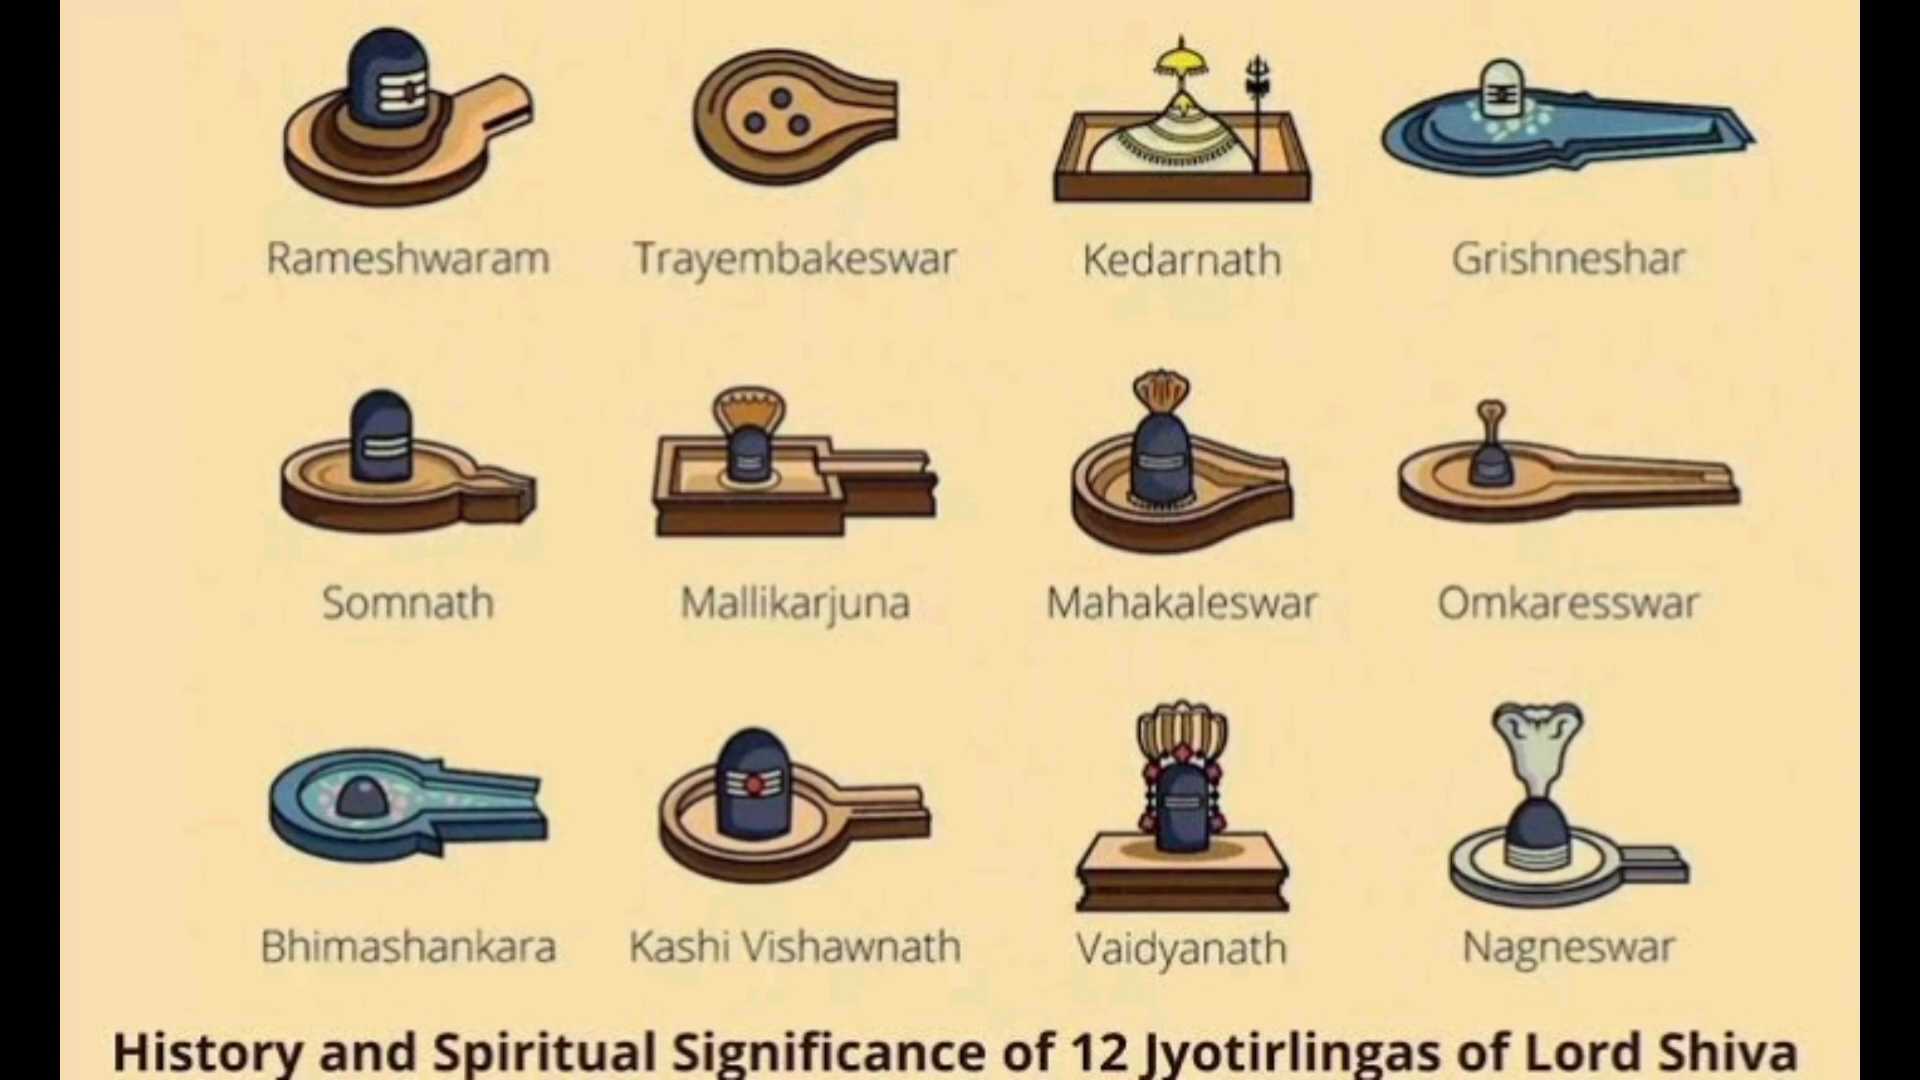 Rameshwaram
Trayembakeswar
Kedarnath
Grishneshar
Somnath
Mallikarjuna
Mahakaleswar
Omkaresswar
Bhimashankara
Kashi Vishawnath
Vaidyanath
Nagneswar
History and Spiritual Significance of 12 Jyotirlingas of Lord Shiva